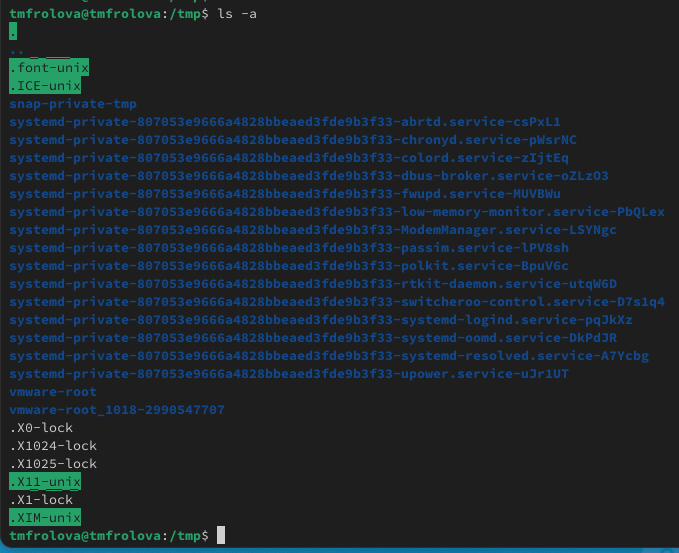 tmfrolova@tmfrolova:/tmp$ ls -a
.
..
.font-unix
.ICE-unix
snap-private-tmp
systemd-private-807053e9666a4828bbeaed3fde9b3f33-abrtd.service-csPxL1
systemd-private-807053e9666a4828bbeaed3fde9b3f33-chronyd.service-pWsrNC
systemd-private-807053e9666a4828bbeaed3fde9b3f33-colord.service-zIjtEq
systemd-private-807053e9666a4828bbeaed3fde9b3f33-dbus-broker.service-oZLzO3
systemd-private-807053e9666a4828bbeaed3fde9b3f33-fwupd.service-MUVBWu
systemd-private-807053e9666a4828bbeaed3fde9b3f33-low-memory-monitor.service-PbQLex
systemd-private-807053e9666a4828bbeaed3fde9b3f33-ModemManager.service-LSYNgc
systemd-private-807053e9666a4828bbeaed3fde9b3f33-passim.service-lPV8sh
systemd-private-807053e9666a4828bbeaed3fde9b3f33-polkit.service-BpuV6c
systemd-private-807053e9666a4828bbeaed3fde9b3f33-rtkit-daemon.service-utqW6D
systemd-private-807053e9666a4828bbeaed3fde9b3f33-switcheroo-control.service-D7s1q4
systemd-private-807053e9666a4828bbeaed3fde9b3f33-systemd-logind.service-pqJkXz
systemd-private-807053e9666a4828bbeaed3fde9b3f33-systemd-oomd.service-DkPdJR
systemd-private-807053e9666a4828bbeaed3fde9b3f33-systemd-resolved.service-A7Ycbg
systemd-private-807053e9666a4828bbeaed3fde9b3f33-upower.service-uJr1UT
vmware-root
vmware-root_1018-2990547707
.X0-lock
.X1024-lock
.X1025-lock
.X11-unix
.X1-lock
.XIM-unix
tmfrolova@tmfrolova:/tmp$